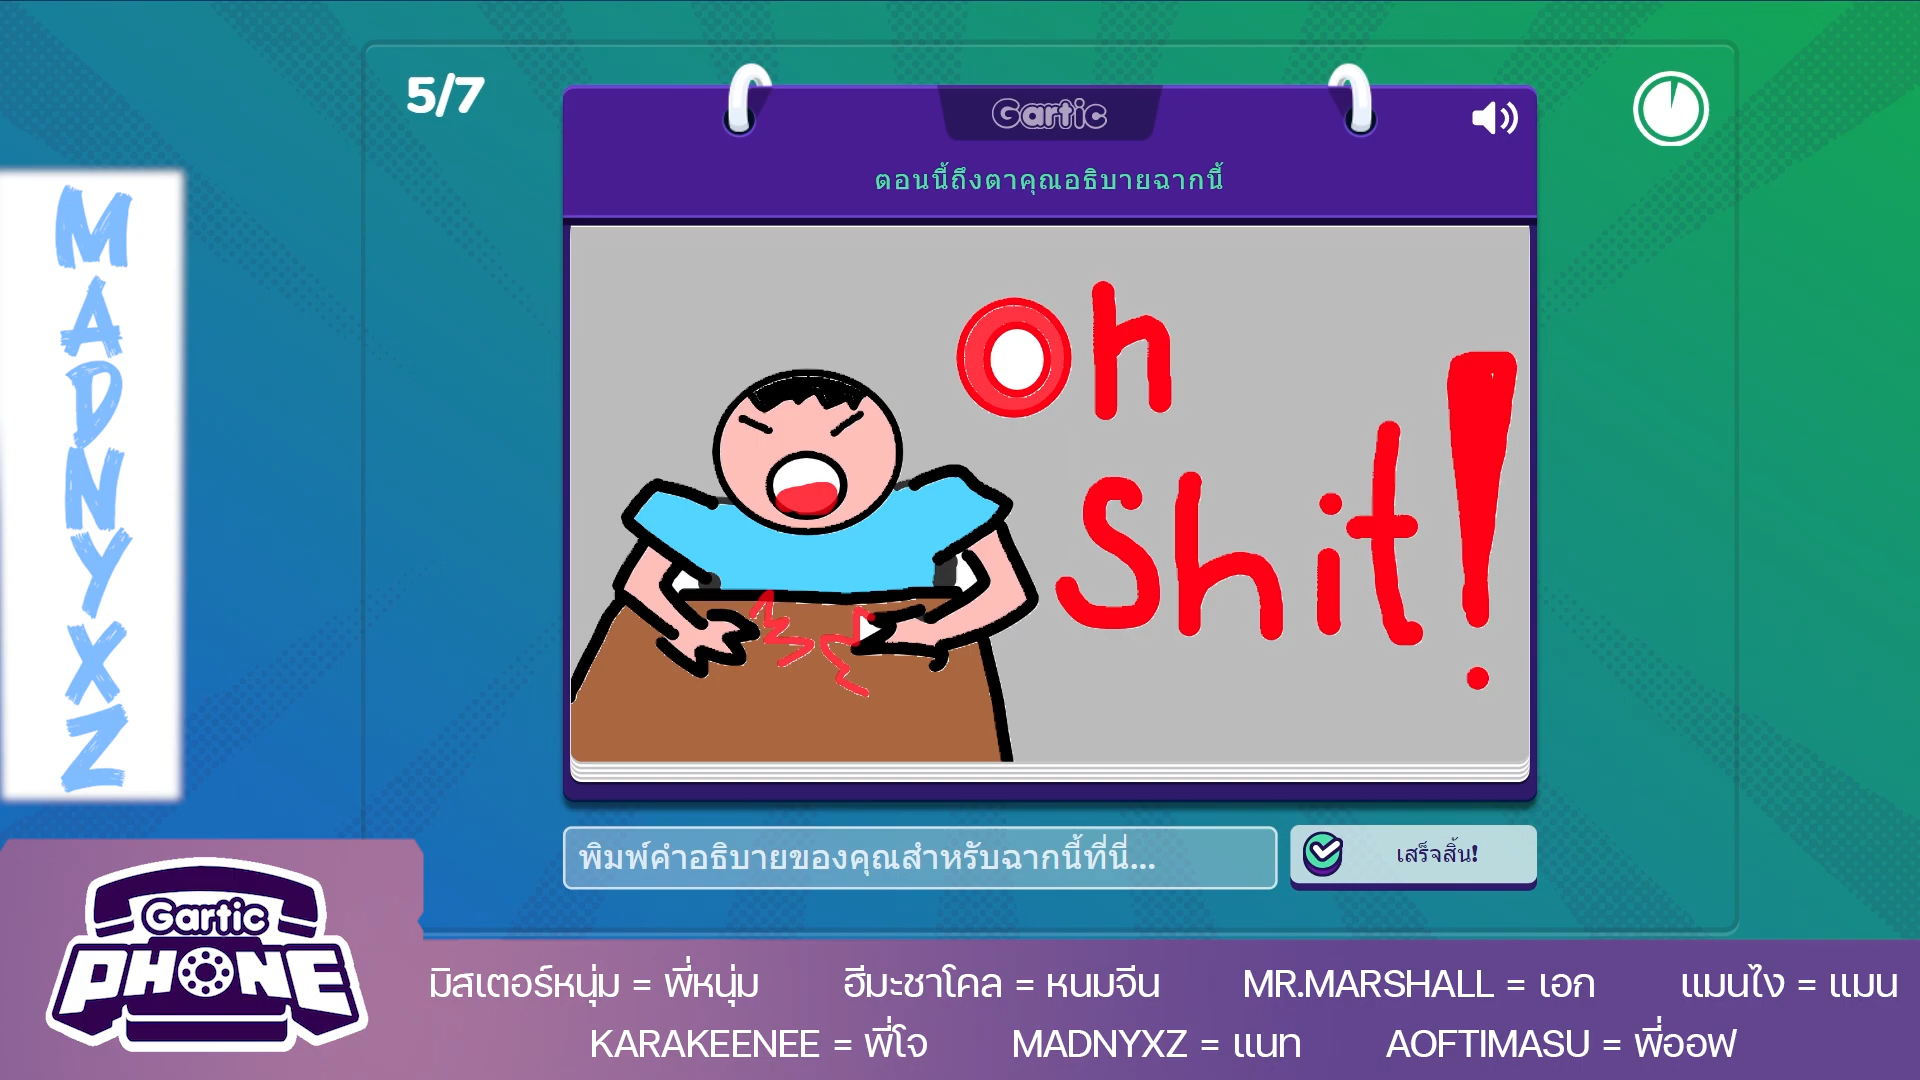 5/7
Gartic
ตอนนี้ถึงตาคุณอธิบายฉากนี้
MADNYXZ
Oh
Shit!
พิมพ์คำอธิบายของคุณสำหรับฉากนี้ที่นี่...
เสร็จสิ้น!
Gartic
PHONE
มิสเตอร์หนุ่ม = พี่หนุ่ม ฮีมะชาโคล = หนมจีน MR.MARSHALL = เอก แมนไง = แมน
KARAKEENEE = พี่โจ MADNYXZ = แนท AOFTIMASU = พี่ออฟ